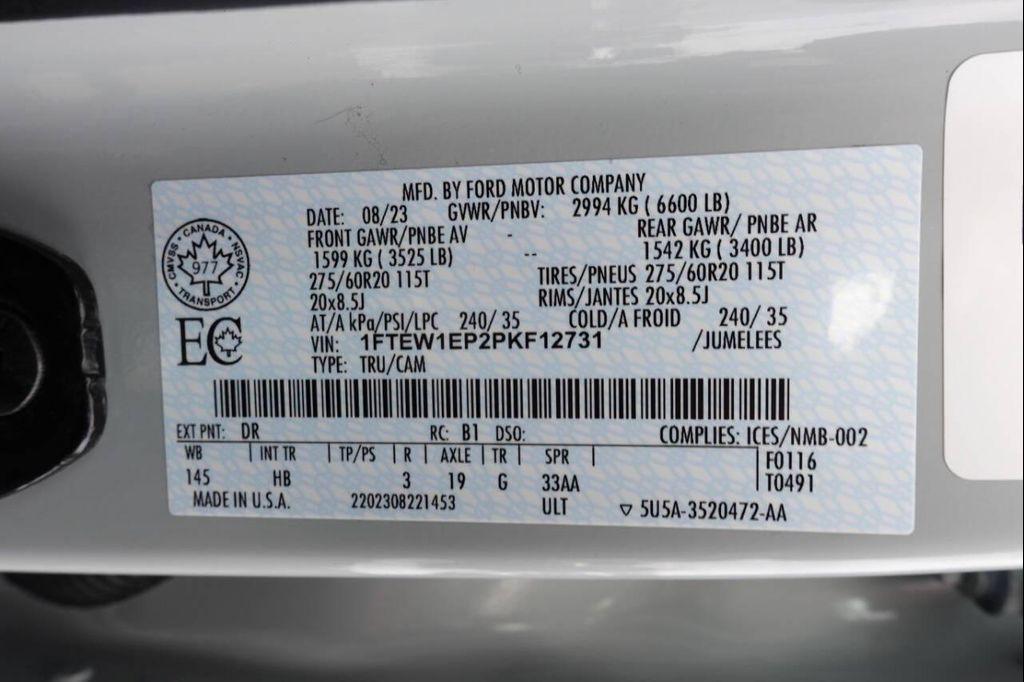 MFD. BY FORD MOTOR COMPANY
DATE: 08/23 GVWR/PNBV: 2994 KG ( 6600 LB)
FRONT GAWR/PNBE AV - REAR GAWR/ PNBE AR
1599 KG ( 3525 LB) -- 1542 KG ( 3400 LB)
275/60R20 115T TIRES/PNEUS 275/60R20 115T
20x8.5J RIMS/JANTES 20x8.5J
AT/A kPa/PSI/LPC 240/ 35 COLD/A FROID 240/ 35
VIN: 1FTEW1EP2PKF12731 /JUMELEES
TYPE: TRU/CAM
CANADA
CMVSS NSVAC
977
TRANSPORT
EC
EXT PNT: DR RC: B1 DSO: COMPLIES: ICES/NMB-002
WB INT TR TP/PS R AXLE TR SPR F0116
145 HB 3 19 G 33AA T0491
MADE IN U.S.A. 2202308221453 ULT ▽ 5U5A-3520472-AA